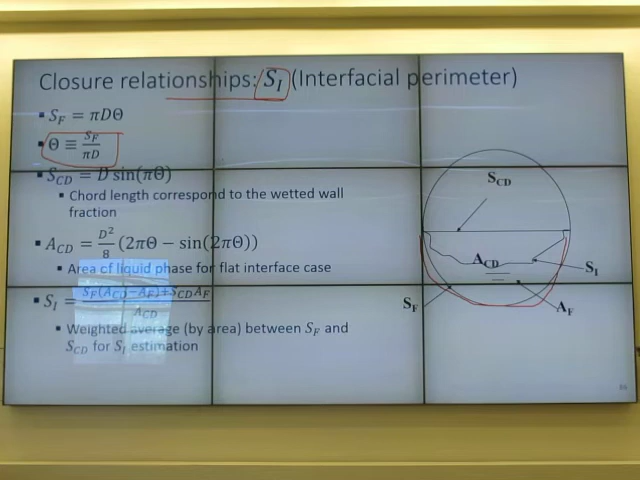 Closure relationships: S_I (Interfacial perimeter)
▪ S_F = πDΘ
▪ Θ ≡ S_F/πD
▪ S_CD = D sin(πΘ)
▪ Chord length correspond to the wetted wall
fraction
▪ A_CD = D²/8 (2πΘ − sin(2πΘ))
▪ Area of liquid phase for flat interface case
▪ S_I = S_F(A_CD−A_F)+S_CD A_F / A_CD
▪ Weighted average (by area) between S_F and
S_CD for S_I estimation
S_CD
A_CD
S_I
S_F
A_F